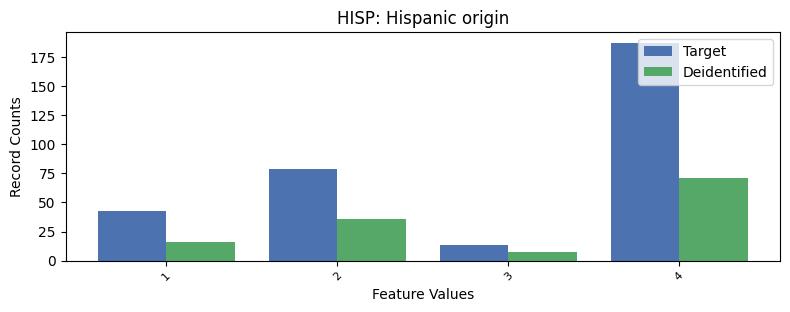 HISP: Hispanic origin
Target
Deidentified
Record Counts
175
150
125
100
75
50
25
0
1
2
3
4
Feature Values